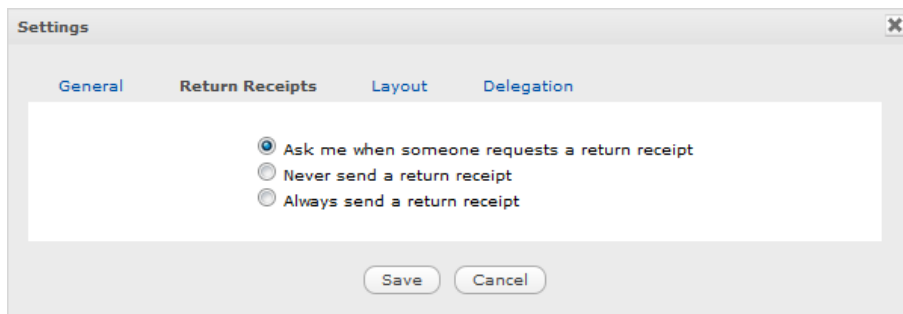 Settings
General Return Receipts Layout Delegation
Ask me when someone requests a return receipt
Never send a return receipt
Always send a return receipt
Save Cancel